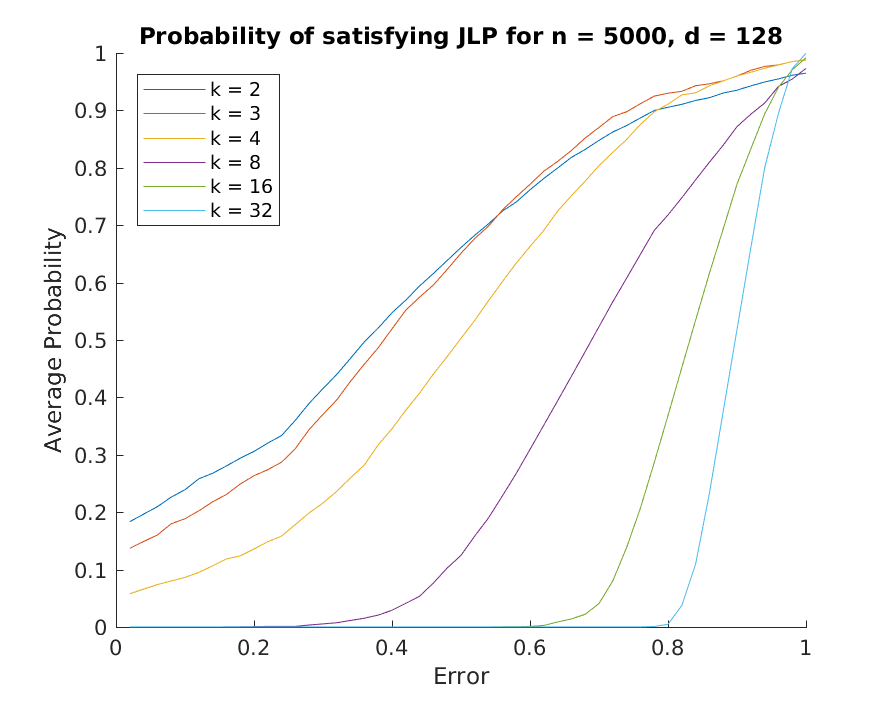 Probability of satisfying JLP for n = 5000, d = 128
1
0.9
0.8
0.7
0.6
0.5
0.4
0.3
0.2
0.1
0
Average Probability
k = 2
k = 3
k = 4
k = 8
k = 16
k = 32
0 0.2 0.4 0.6 0.8 1
Error